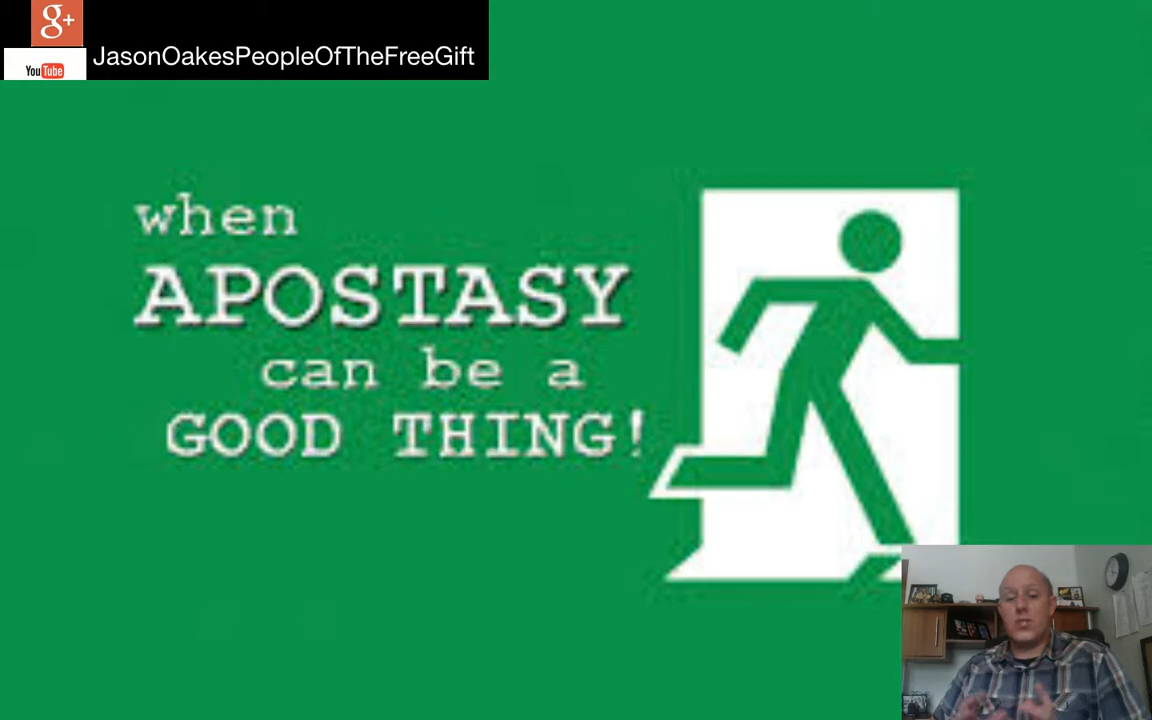 g+
YouTube
JasonOakesPeopleOfTheFreeGift
when
APOSTASY
can be a
GOOD THING!